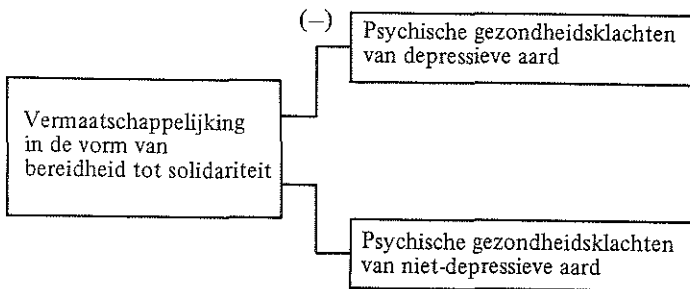 (–)
Psychische gezondheidsklachten
van depressieve aard
Vermaatschappelijking
in de vorm van
bereidheid tot solidariteit
Psychische gezondheidsklachten
van niet-depressieve aard